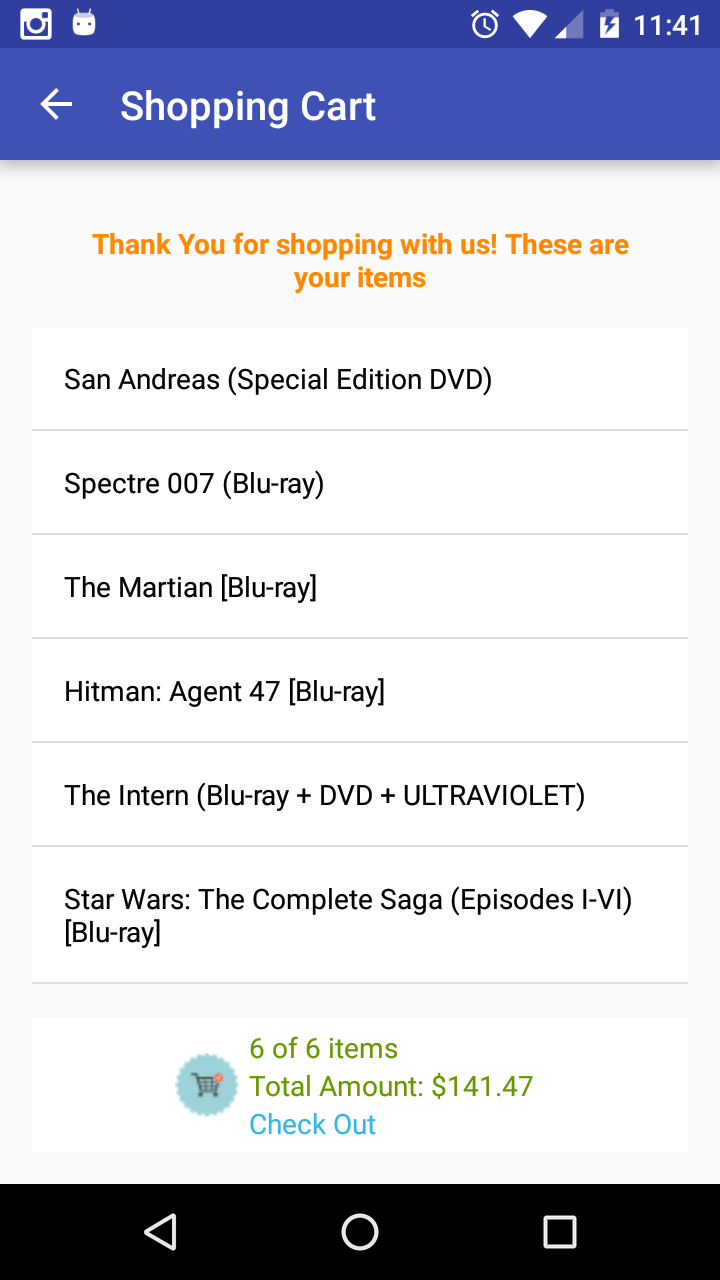 11:41
Shopping Cart
Thank You for shopping with us! These are
your items
San Andreas (Special Edition DVD)
Spectre 007 (Blu-ray)
The Martian [Blu-ray]
Hitman: Agent 47 [Blu-ray]
The Intern (Blu-ray + DVD + ULTRAVIOLET)
Star Wars: The Complete Saga (Episodes I-VI)
[Blu-ray]
6 of 6 items
Total Amount: $141.47
Check Out